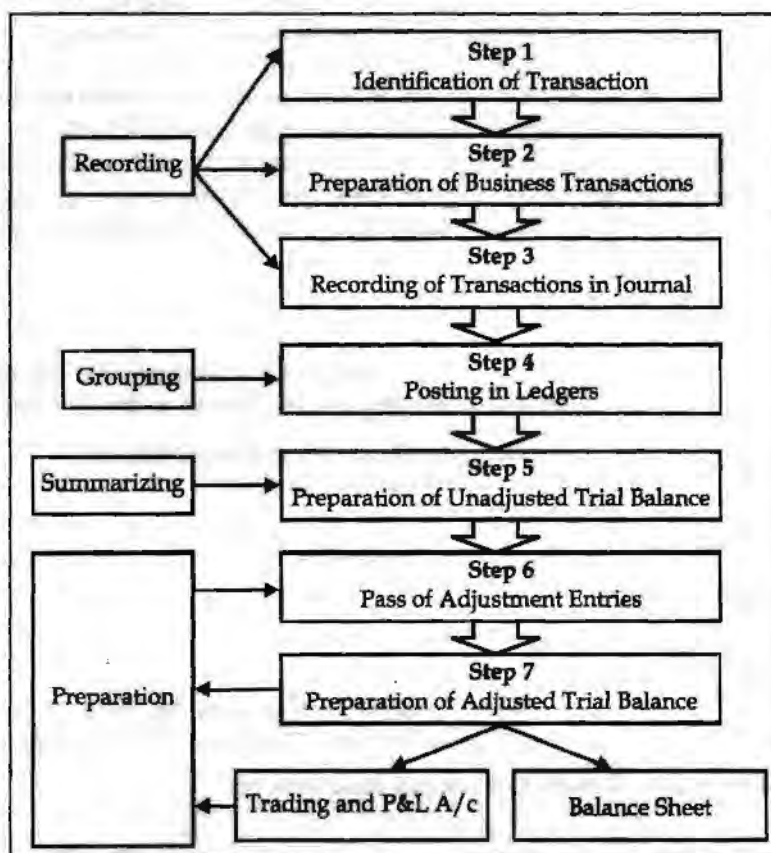 Step 1
Identification of Transaction
Recording
Step 2
Preparation of Business Transactions
Step 3
Recording of Transactions in Journal
Grouping
Step 4
Posting in Ledgers
Summarizing
Step 5
Preparation of Unadjusted Trial Balance
Step 6
Pass of Adjustment Entries
Preparation
Step 7
Preparation of Adjusted Trial Balance
Trading and P&L A/c
Balance Sheet